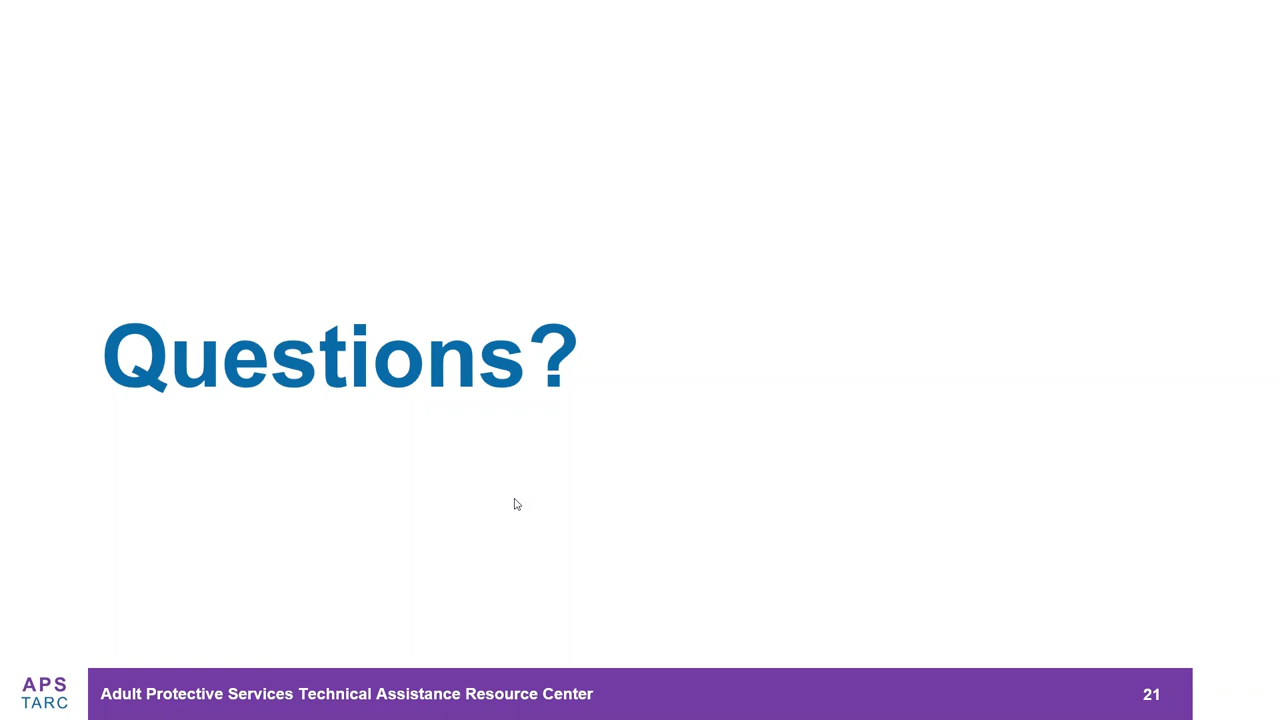 Questions?
APS
TARC
Adult Protective Services Technical Assistance Resource Center
21